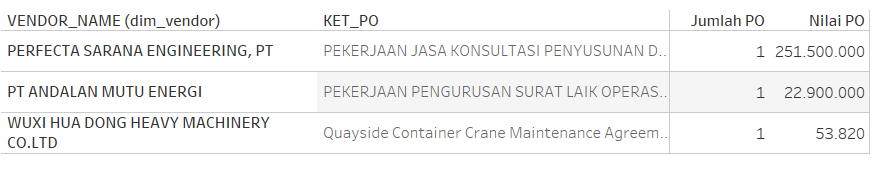 VENDOR_NAME (dim_vendor) KET_PO Jumlah PO Nilai PO
PERFECTA SARANA ENGINEERING, PT PEKERJAAN JASA KONSULTASI PENYUSUNAN D.. 1 251.500.000
PT ANDALAN MUTU ENERGI PEKERJAAN PENGURUSAN SURAT LAIK OPERAS.. 1 22.900.000
WUXI HUA DONG HEAVY MACHINERY CO.LTD Quayside Container Crane Maintenance Agreem.. 1 53.820